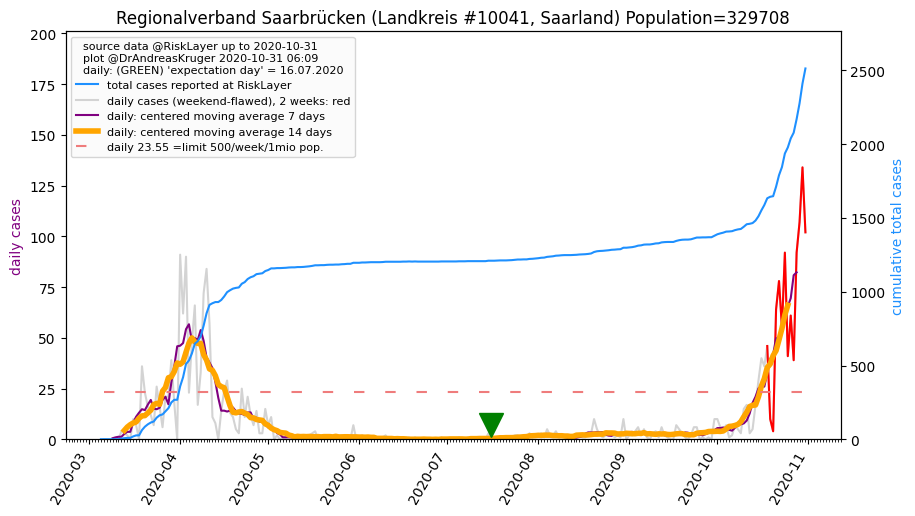 Regionalverband Saarbrücken (Landkreis #10041, Saarland) Population=329708
source data @RiskLayer up to 2020-10-31
plot @DrAndreasKruger 2020-10-31 06:09
daily: (GREEN) 'expectation day' = 16.07.2020
total cases reported at RiskLayer
daily cases (weekend-flawed), 2 weeks: red
daily: centered moving average 7 days
daily: centered moving average 14 days
daily 23.55 =limit 500/week/1mio pop.
daily cases
200
175
150
125
100
75
50
25
0
cumulative total cases
2500
2000
1500
1000
500
0
2020-03
2020-04
2020-05
2020-06
2020-07
2020-08
2020-09
2020-10
2020-11